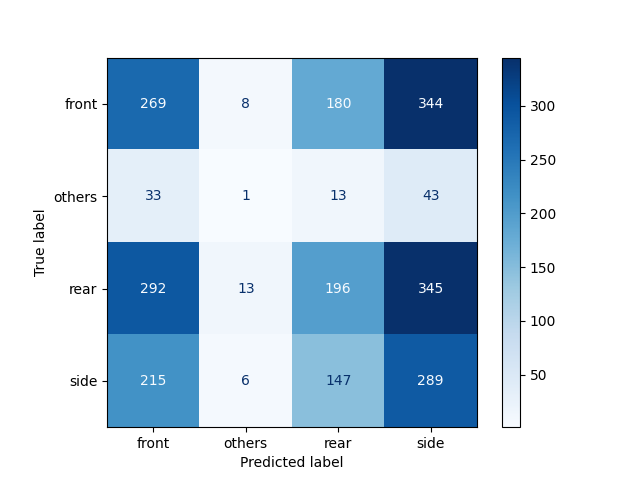 front 269 8 180 344
others 33 1 13 43
rear 292 13 196 345
side 215 6 147 289
front others rear side
Predicted label
True label
300
250
200
150
100
50